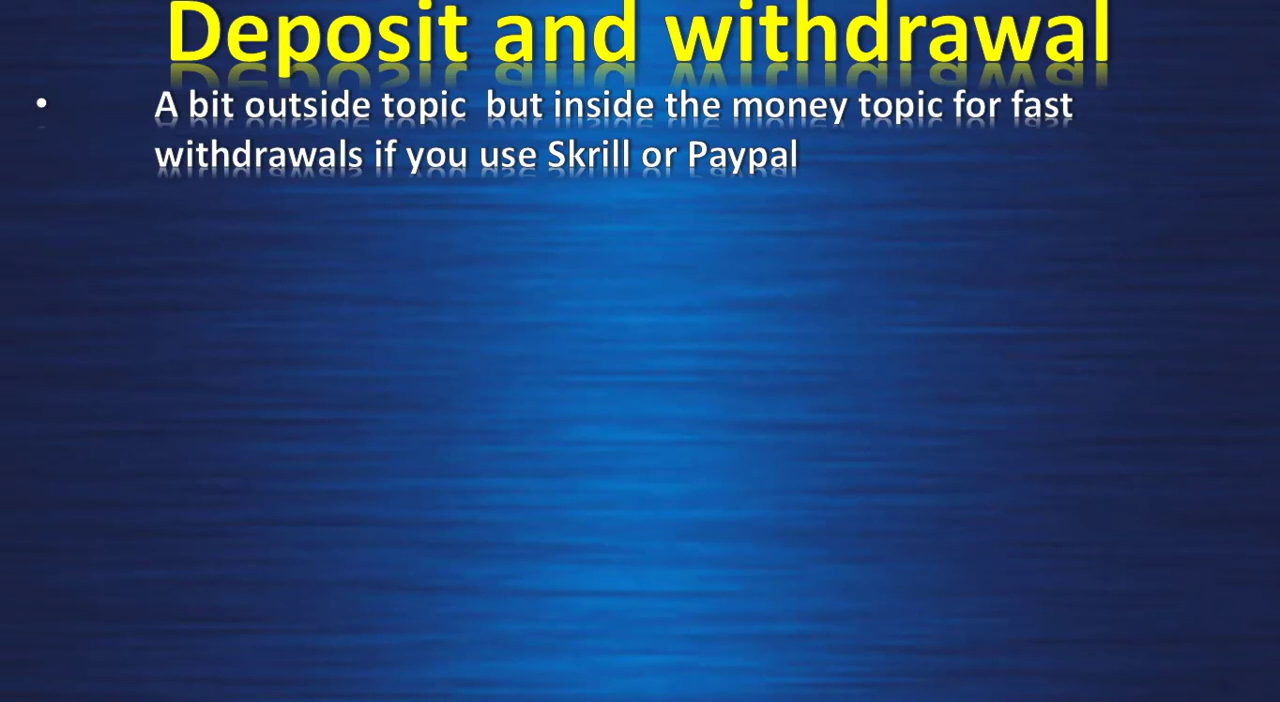 Deposit and withdrawal
• A bit outside topic  but inside the money topic for fast
withdrawals if you use Skrill or Paypal